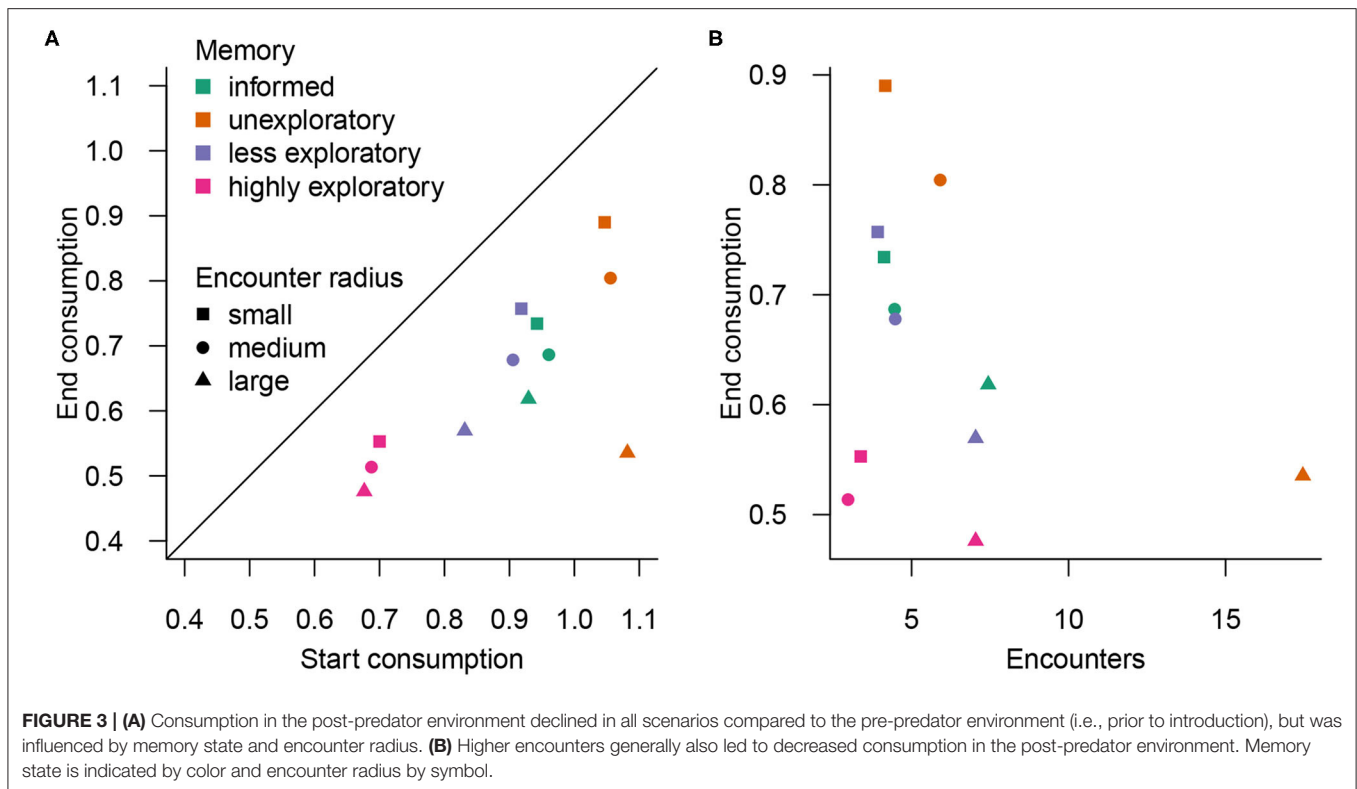 A
Memory
informed
unexploratory
less exploratory
highly exploratory
Encounter radius
small
medium
large
End consumption
1.1
1.0
0.9
0.8
0.7
0.6
0.5
0.4
0.4 0.5 0.6 0.7 0.8 0.9 1.0 1.1
Start consumption
B
End consumption
0.9
0.8
0.7
0.6
0.5
5 10 15
Encounters
FIGURE 3 | (A) Consumption in the post-predator environment declined in all scenarios compared to the pre-predator environment (i.e., prior to introduction), but was
influenced by memory state and encounter radius. (B) Higher encounters generally also led to decreased consumption in the post-predator environment. Memory
state is indicated by color and encounter radius by symbol.